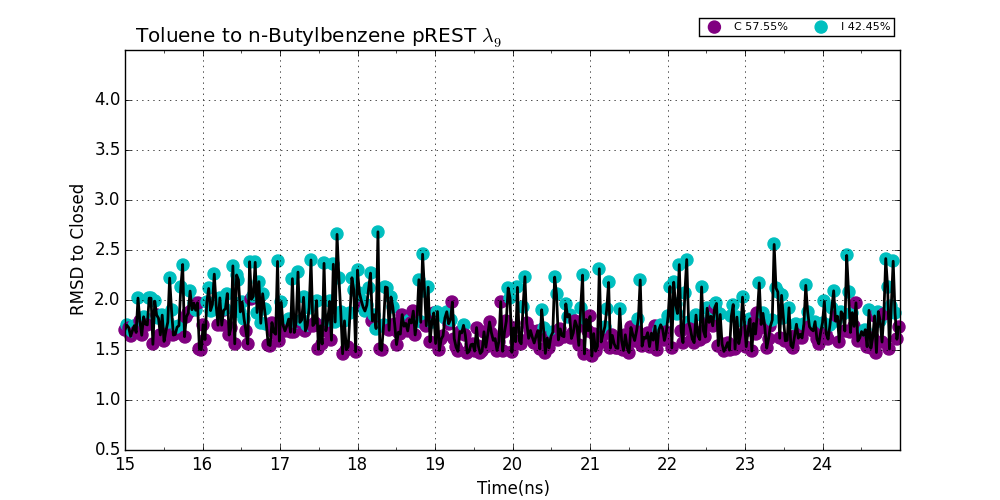 Toluene to n-Butylbenzene pREST λ₉
C 57.55% I 42.45%
4.0
3.5
3.0
2.5
2.0
1.5
1.0
0.5
RMSD to Closed
15 16 17 18 19 20 21 22 23 24
Time(ns)